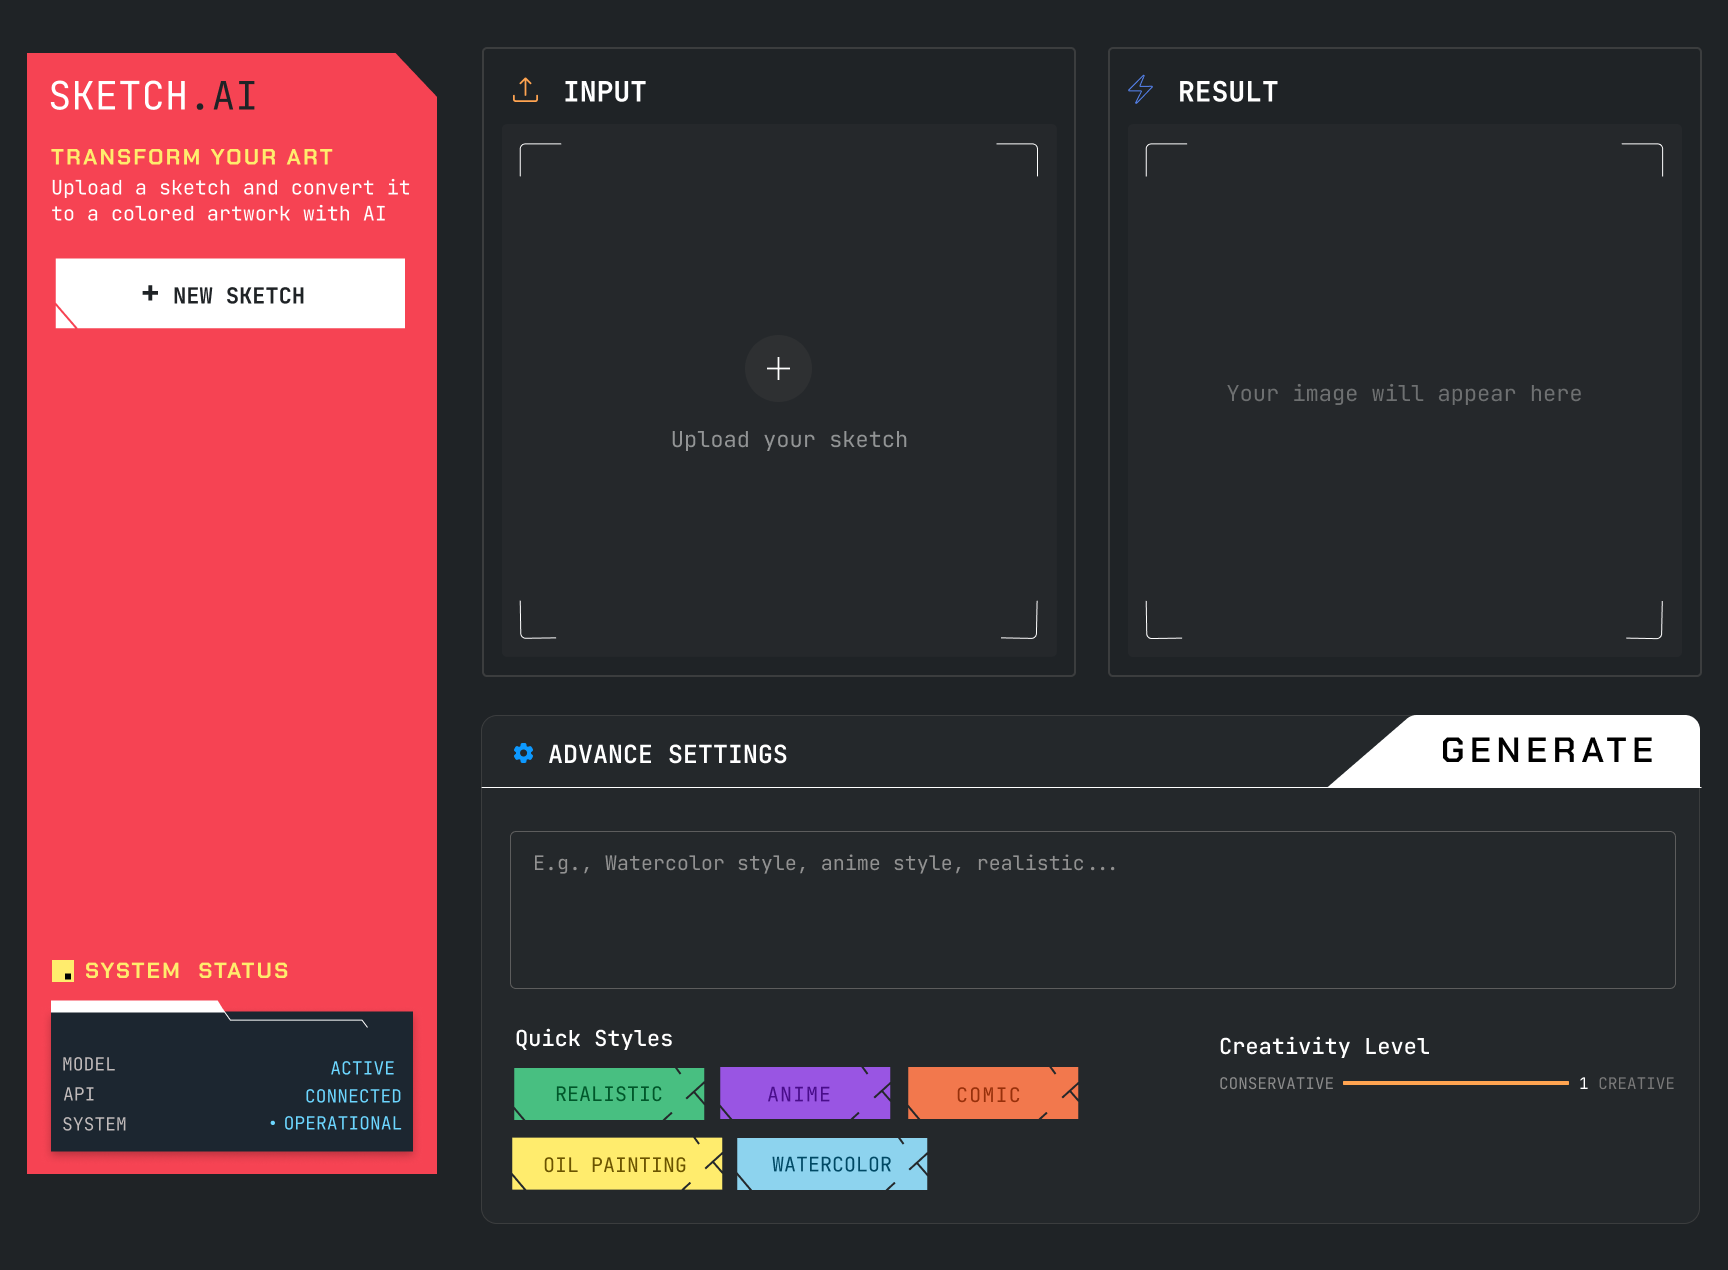 SKETCH.AI
TRANSFORM YOUR ART
Upload a sketch and convert it
to a colored artwork with AI
+ NEW SKETCH
SYSTEM STATUS
MODEL ACTIVE
API CONNECTED
SYSTEM • OPERATIONAL
INPUT
Upload your sketch
RESULT
Your image will appear here
ADVANCE SETTINGS
GENERATE
E.g., Watercolor style, anime style, realistic...
Quick Styles
REALISTIC ANIME COMIC
OIL PAINTING WATERCOLOR
Creativity Level
CONSERVATIVE 1 CREATIVE